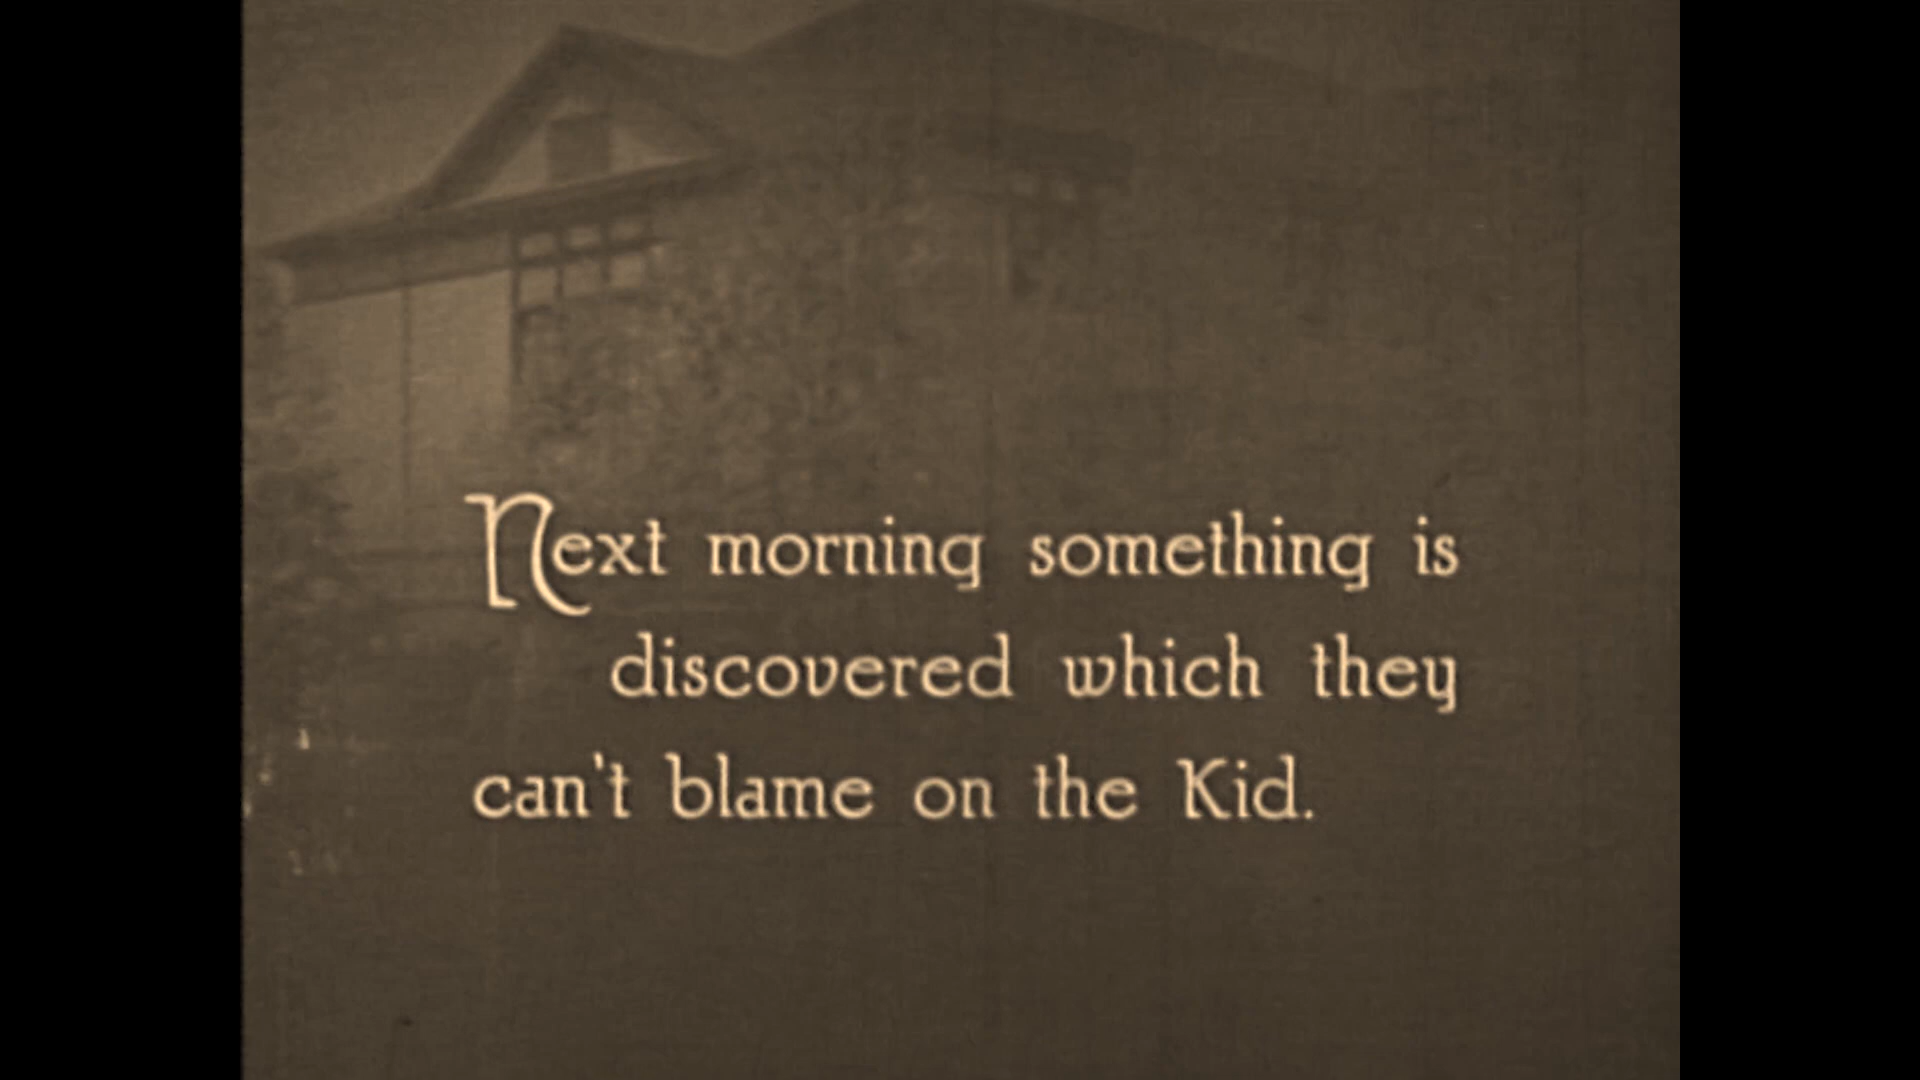 Next morning something is
discovered which they
can't blame on the Kid.